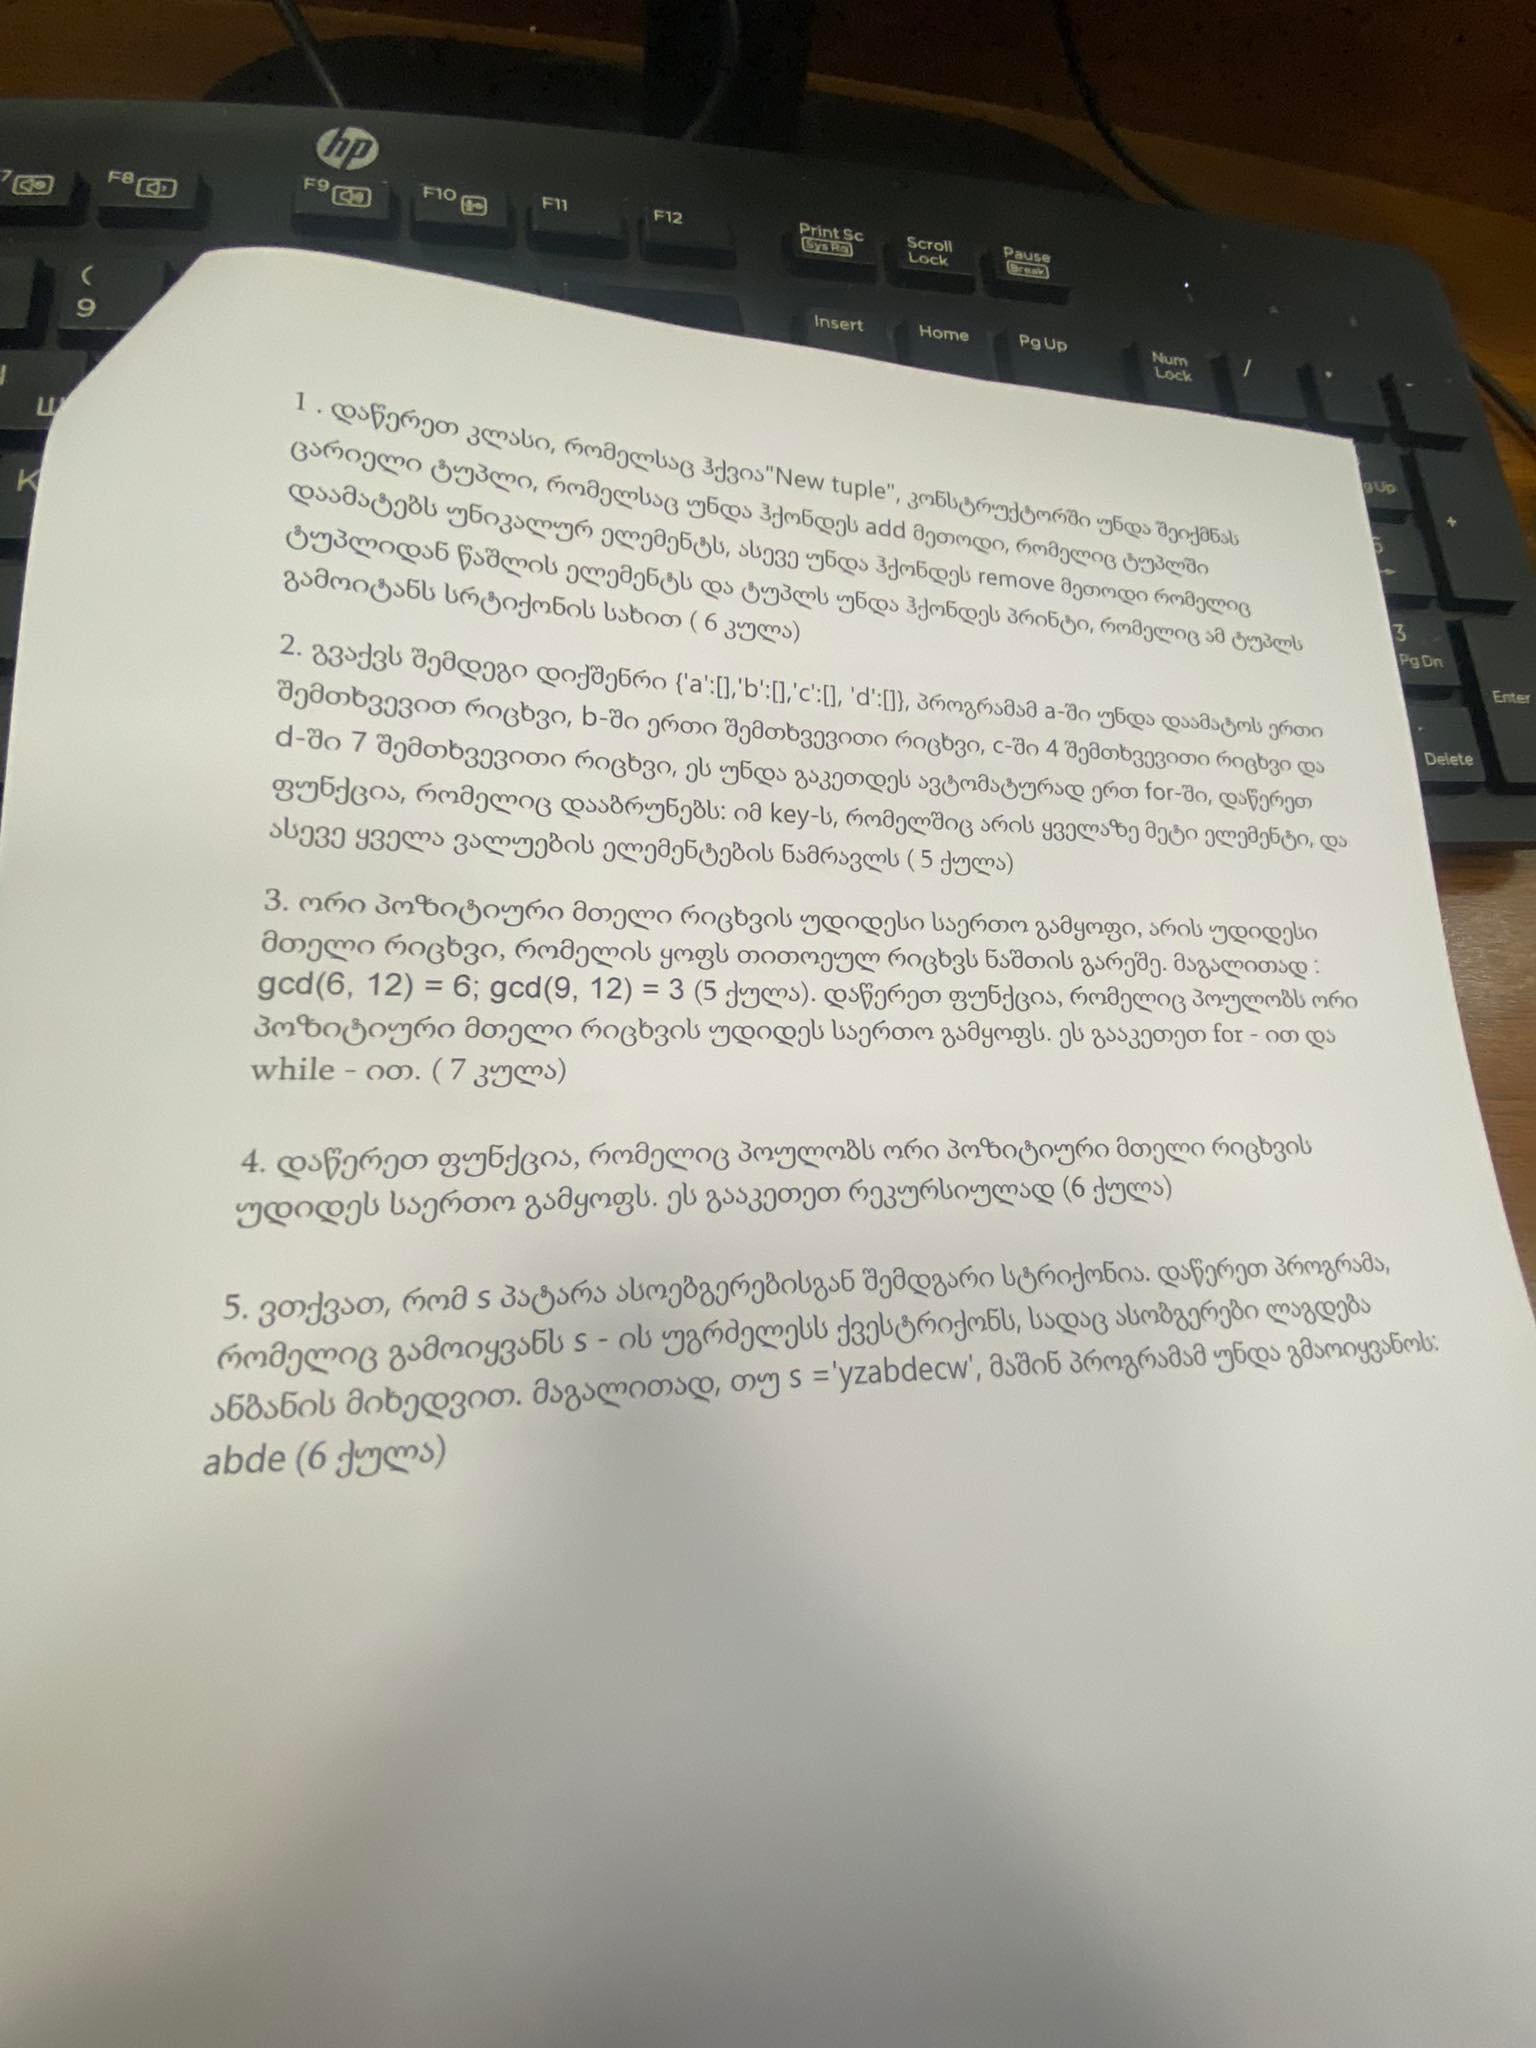 hp
7
F8
F9
F10
F11
F12
Print Sc
Sys Rq
Scroll
Lock
Pause
Break
(
9
Insert
Home
Pg Up
Num
Lock
/
Ш
K
+
3
Pg Dn
Enter
Delete
1 . დაწერეთ კლასი, რომელსაც ჰქვია"New tuple", კონსტრუქტორში უნდა შეიქმნას
ცარიელი ტუპლი, რომელსაც უნდა ჰქონდეს add მეთოდი, რომელიც ტუპლში
დაამატებს უნიკალურ ელემენტს, ასევე უნდა ჰქონდეს remove მეთოდი რომელიც
ტუპლიდან წაშლის ელემენტს და ტუპლს უნდა ჰქონდეს პრინტი, რომელიც ამ ტუპლს
გამოიტანს სრტიქონის სახით ( 6 კულა)
2. გვაქვს შემდეგი დიქშენრი {'a':[],'b':[],'c':[], 'd':[]}, პროგრამამ a-ში უნდა დაამატოს ერთი
შემთხვევით რიცხვი, b-ში ერთი შემთხვევითი რიცხვი, c-ში 4 შემთხვევითი რიცხვი და
d-ში 7 შემთხვევითი რიცხვი, ეს უნდა გაკეთდეს ავტომატურად ერთ for-ში, დაწერეთ
ფუნქცია, რომელიც დააბრუნებს: იმ key-ს, რომელშიც არის ყველაზე მეტი ელემენტი, და
ასევე ყველა ვალუების ელემენტების ნამრავლს ( 5 ქულა)
3. ორი პოზიტიური მთელი რიცხვის უდიდესი საერთო გამყოფი, არის უდიდესი
მთელი რიცხვი, რომელის ყოფს თითოეულ რიცხვს ნაშთის გარეშე. მაგალითად :
gcd(6, 12) = 6; gcd(9, 12) = 3 (5 ქულა). დაწერეთ ფუნქცია, რომელიც პოულობს ორი
პოზიტიური მთელი რიცხვის უდიდეს საერთო გამყოფს. ეს გააკეთეთ for - ით და
while - ით. ( 7 კულა)
4. დაწერეთ ფუნქცია, რომელიც პოულობს ორი პოზიტიური მთელი რიცხვის
უდიდეს საერთო გამყოფს. ეს გააკეთეთ რეკურსიულად (6 ქულა)
5. ვთქვათ, რომ s პატარა ასოებგერებისგან შემდგარი სტრიქონია. დაწერეთ პროგრამა,
რომელიც გამოიყვანს s - ის უგრძელესს ქვესტრიქონს, სადაც ასობგერები ლაგდება
ანბანის მიხედვით. მაგალითად, თუ s ='yzabdecw', მაშინ პროგრამამ უნდა გმაოიყვანოს:
abde (6 ქულა)